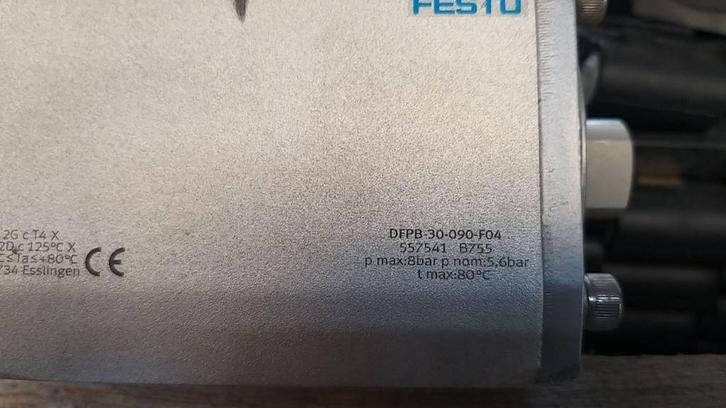 FESTO
2G c T4 X
2D c 125°C X
≤Ta≤+80°C
734 Esslingen
CE
DFPB-30-090-F04
557541 B755
p max:8bar p nom:5,6bar
t max:80°C